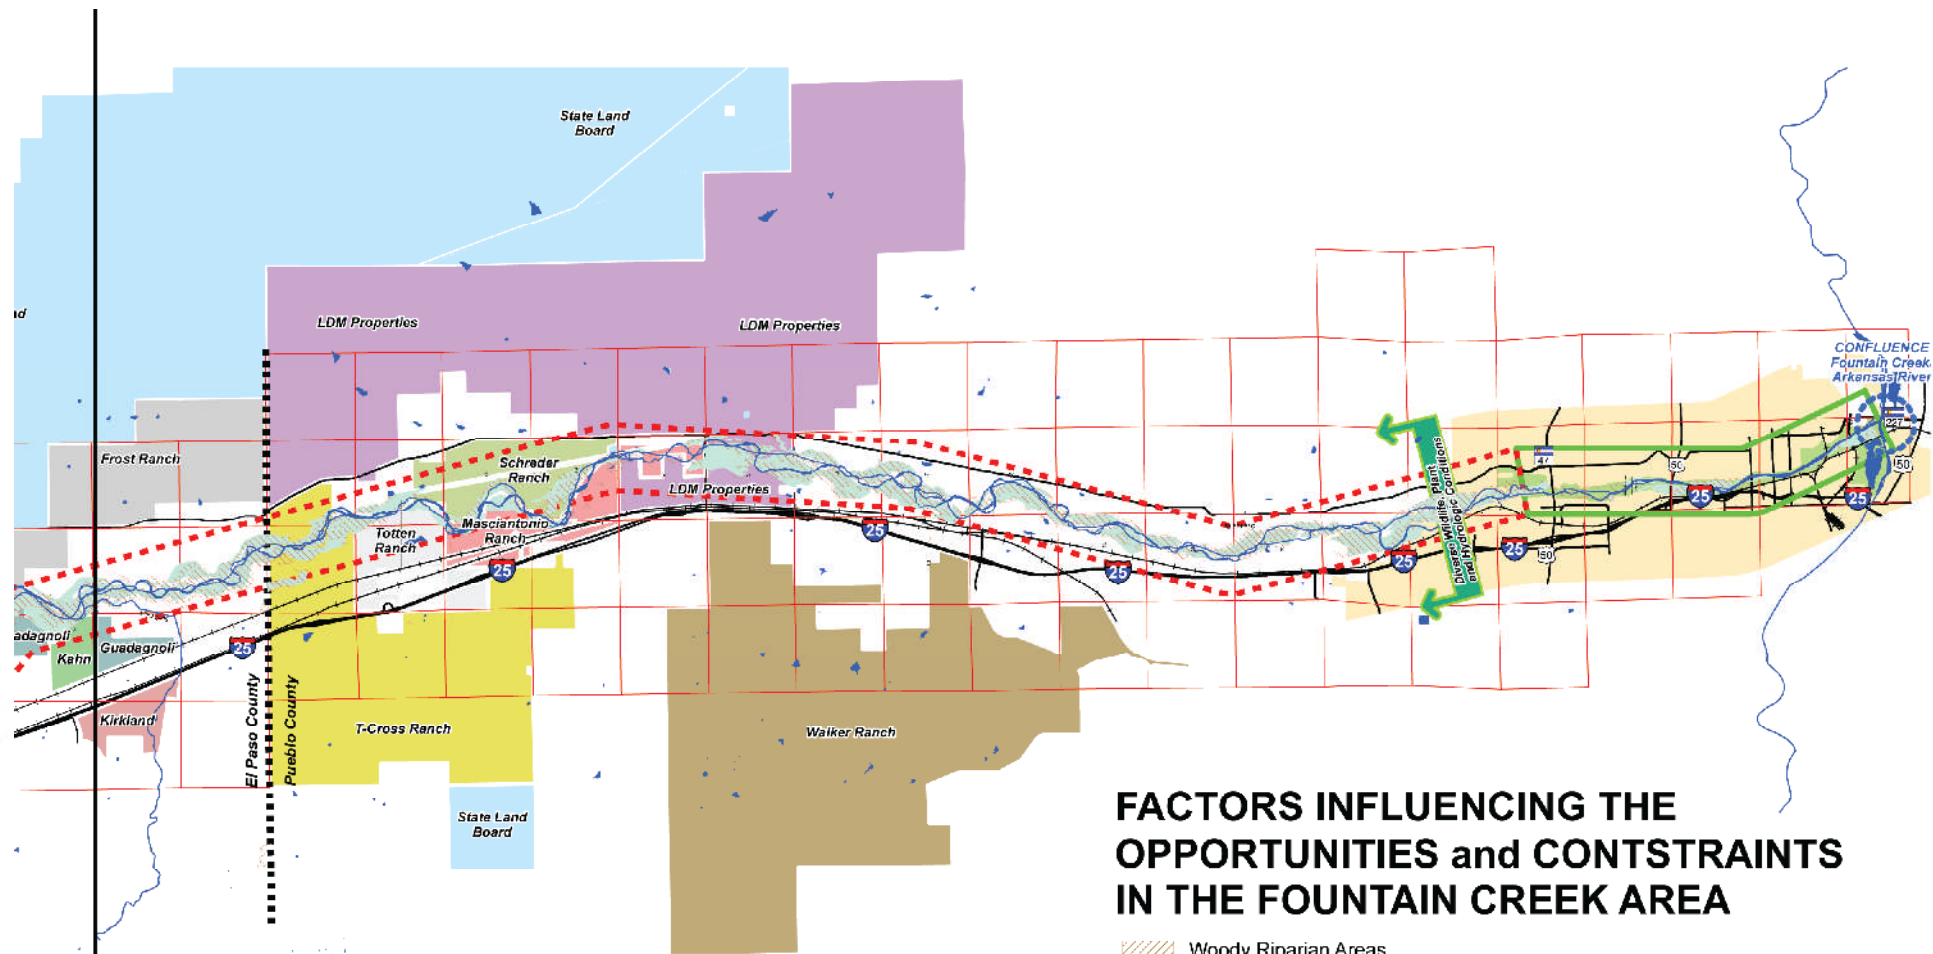 State Land
Board
LDM Properties
LDM Properties
CONFLUENCE
Fountain Creek
Arkansas River
227
Frost Ranch
Schreder
Ranch
LDM Properties
47
50
50
25
25
Masciantonio
Ranch
Totten
Ranch
Diverse Wildlife, Plant
and Hydrologic Conditions
25
25
25
25
25
50
25
adagnoli
Kahn
Guadagnoli
Kirkland
El Paso County
Pueblo County
T-Cross Ranch
Walker Ranch
State Land
Board
FACTORS INFLUENCING THE
OPPORTUNITIES and CONTSTRAINTS
IN THE FOUNTAIN CREEK AREA
Woody Riparian Areas